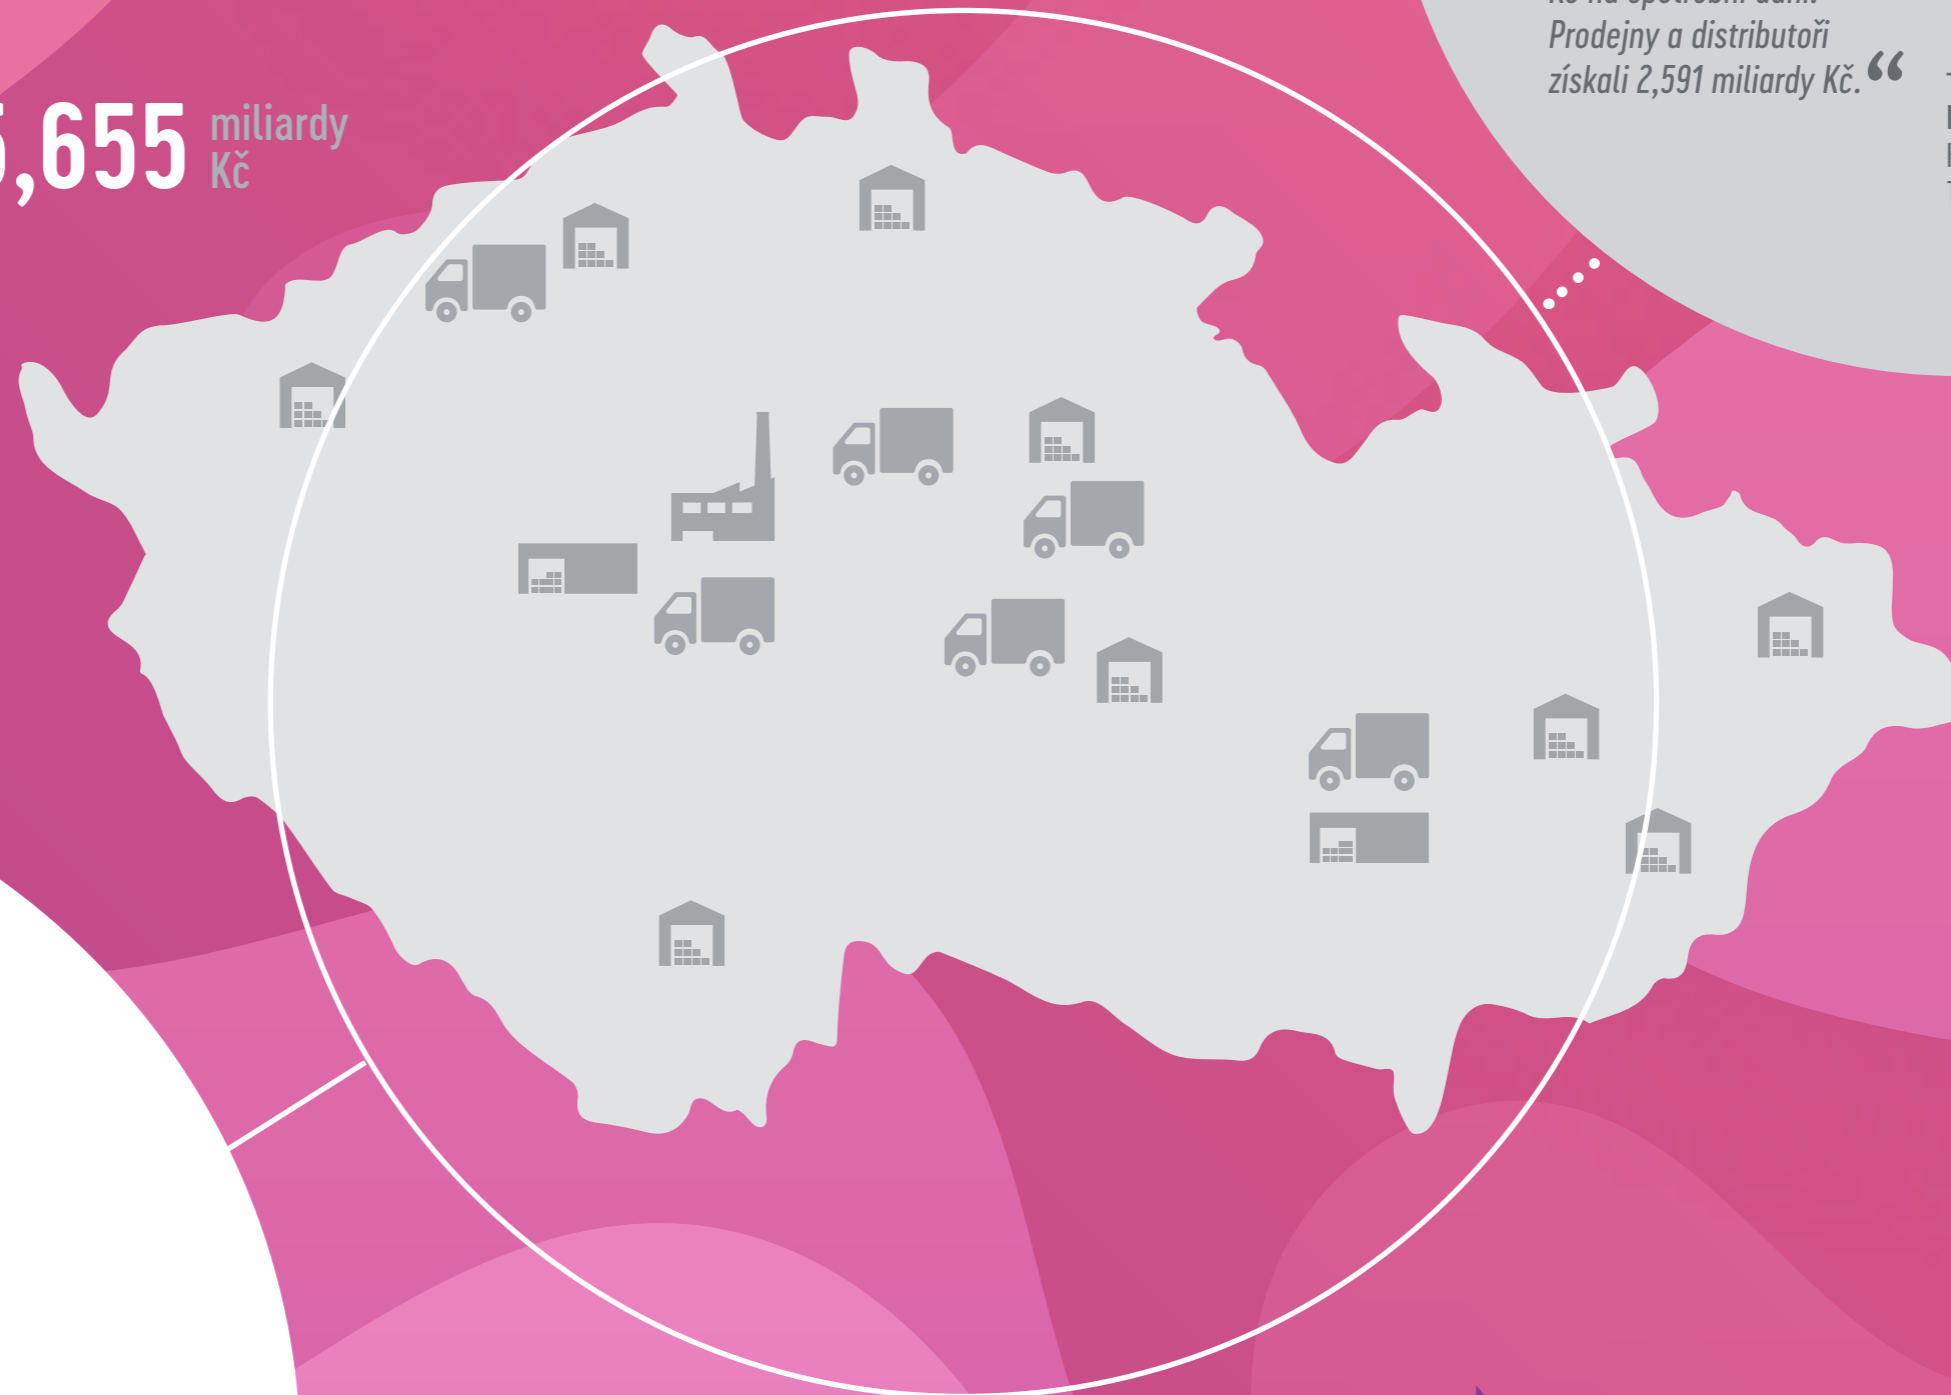 ,655 miliardy
Kč
Prodejny a distributoři
získali 2,591 miliardy Kč.“